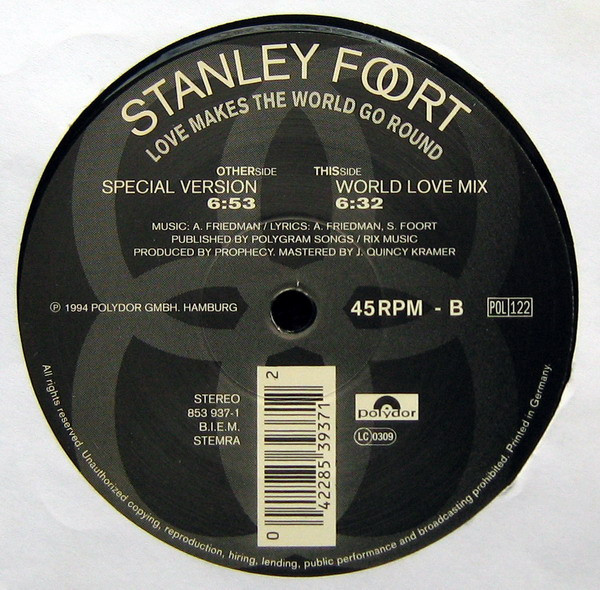 STANLEY FOORT
LOVE MAKES THE WORLD GO ROUND
OTHERSIDE THISSIDE
SPECIAL VERSION WORLD LOVE MIX
6:53 6:32
MUSIC: A. FRIEDMAN / LYRICS: A. FRIEDMAN, S. FOORT
PUBLISHED BY POLYGRAM SONGS / RIX MUSIC
PRODUCED BY PROPHECY. MASTERED BY J. QUINCY KRAMER
℗ 1994 POLYDOR GMBH. HAMBURG 45RPM - B POL 122
STEREO
853 937-1
B.I.E.M.
STEMRA
0 42285 39371 2
polydor
LC 0309
All rights reserved. Unauthorized copying, reproduction, hiring, lending, public performance and broadcasting prohibited. Printed in Germany.